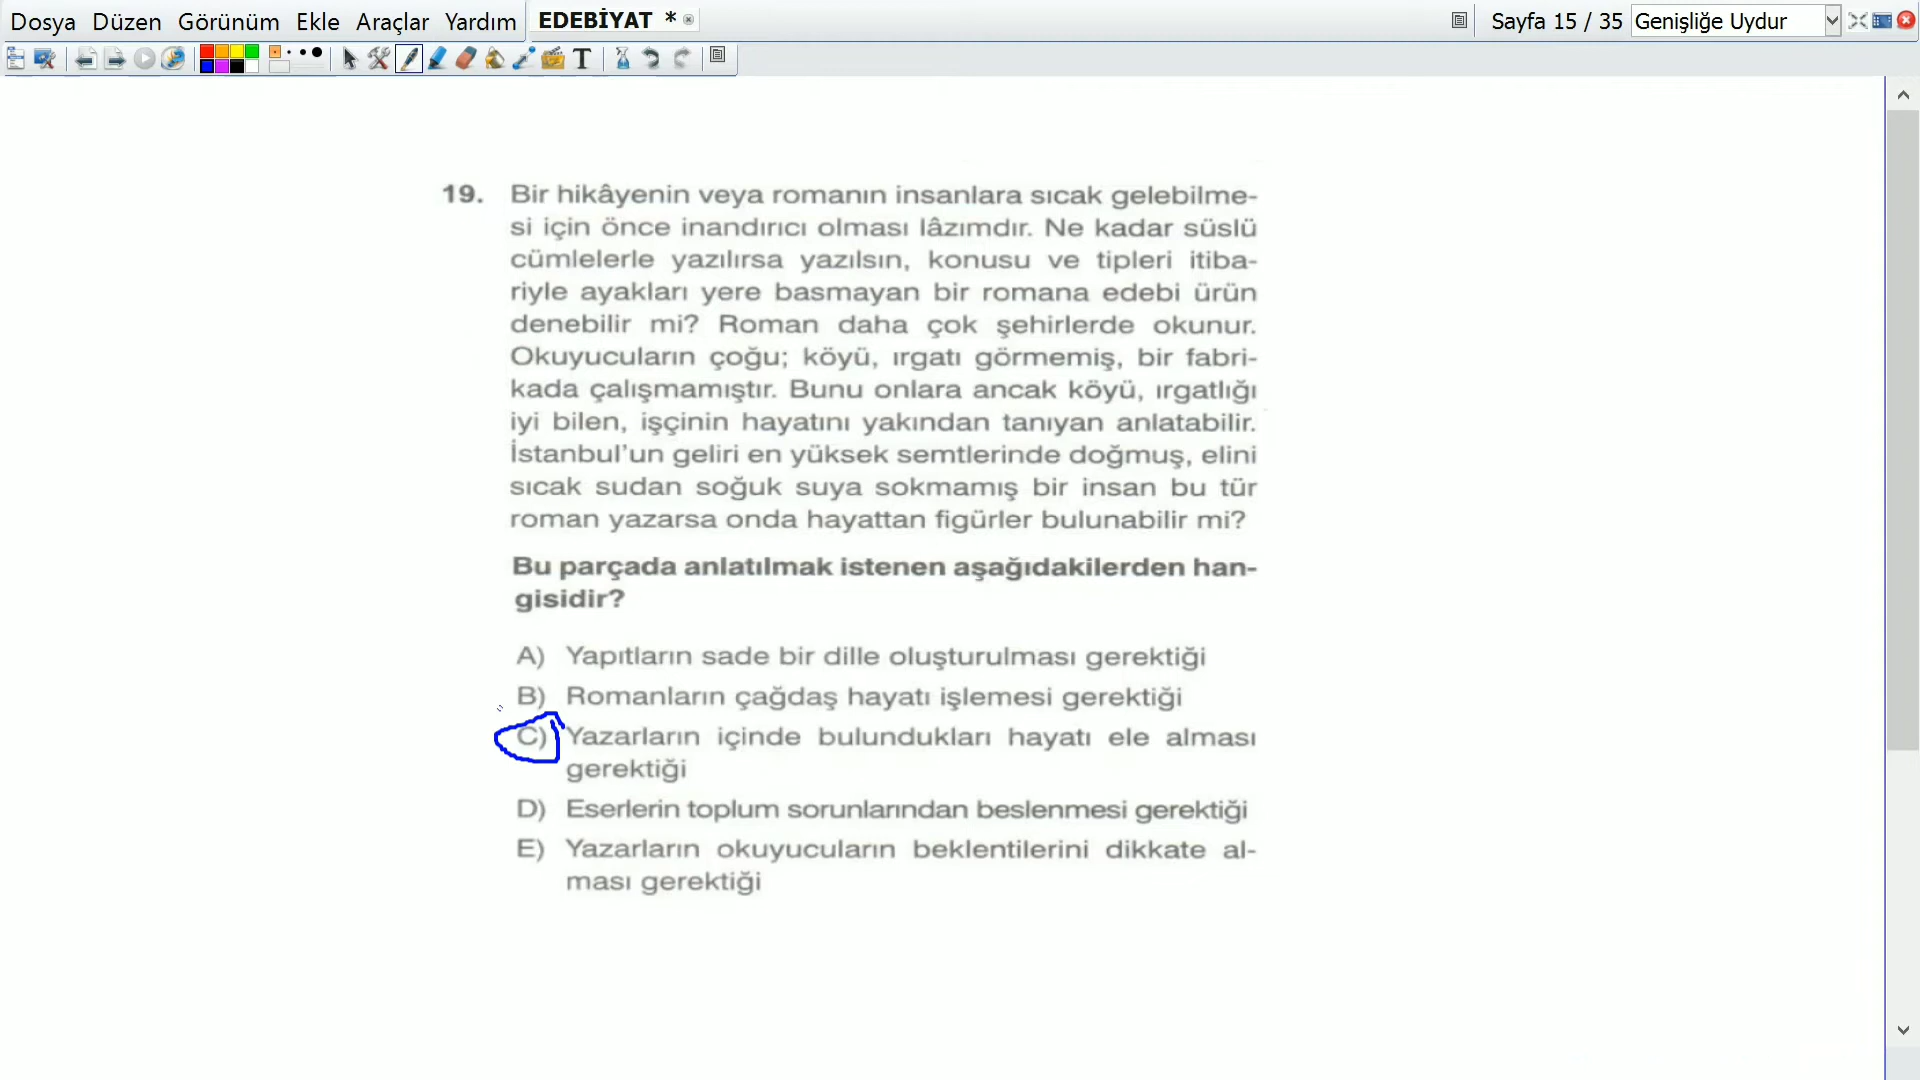 Dosya Düzen Görünüm Ekle Araçlar Yardım EDEBİYAT * Sayfa 15 / 35 Genişliğe Uydur
T
19. Bir hikâyenin veya romanın insanlara sıcak gelebilme-
si için önce inandırıcı olması lâzımdır. Ne kadar süslü
cümlelerle yazılırsa yazılsın, konusu ve tipleri itiba-
riyle ayakları yere basmayan bir romana edebi ürün
denebilir mi? Roman daha çok şehirlerde okunur.
Okuyucuların çoğu; köyü, ırgatı görmemiş, bir fabri-
kada çalışmamıştır. Bunu onlara ancak köyü, ırgatlığı
iyi bilen, işçinin hayatını yakından tanıyan anlatabilir.
İstanbul'un geliri en yüksek semtlerinde doğmuş, elini
sıcak sudan soğuk suya sokmamış bir insan bu tür
roman yazarsa onda hayattan figürler bulunabilir mi?
Bu parçada anlatılmak istenen aşağıdakilerden han-
gisidir?
A) Yapıtların sade bir dille oluşturulması gerektiği
B) Romanların çağdaş hayatı işlemesi gerektiği
C) Yazarların içinde bulundukları hayatı ele alması
gerektiği
D) Eserlerin toplum sorunlarından beslenmesi gerektiği
E) Yazarların okuyucuların beklentilerini dikkate al-
ması gerektiği